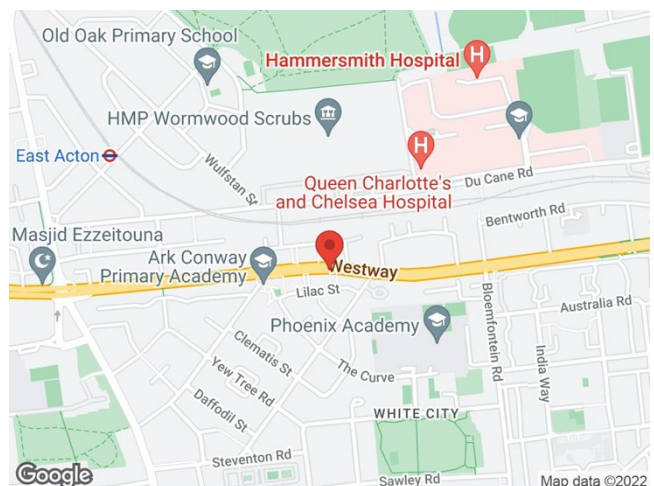 Old Oak Primary School
Hammersmith Hospital
H
HMP Wormwood Scrubs
East Acton
Wulfstan St
H
Queen Charlotte's
and Chelsea Hospital
Du Cane Rd
Bentworth Rd
Masjid Ezzeitouna
Ark Conway
Primary Academy
Westway
Lilac St
Bloemfontein Rd
Australia Rd
Phoenix Academy
India Way
Clematis St
The Curve
Yew Tree Rd
Daffodil St
WHITE CITY
Steventon Rd
Sawley Rd
Google
Map data ©2022